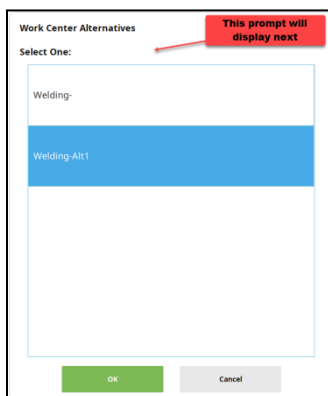 Work Center Alternatives
This prompt will
display next
Select One:
Welding-
Welding-Alt1
OK
Cancel